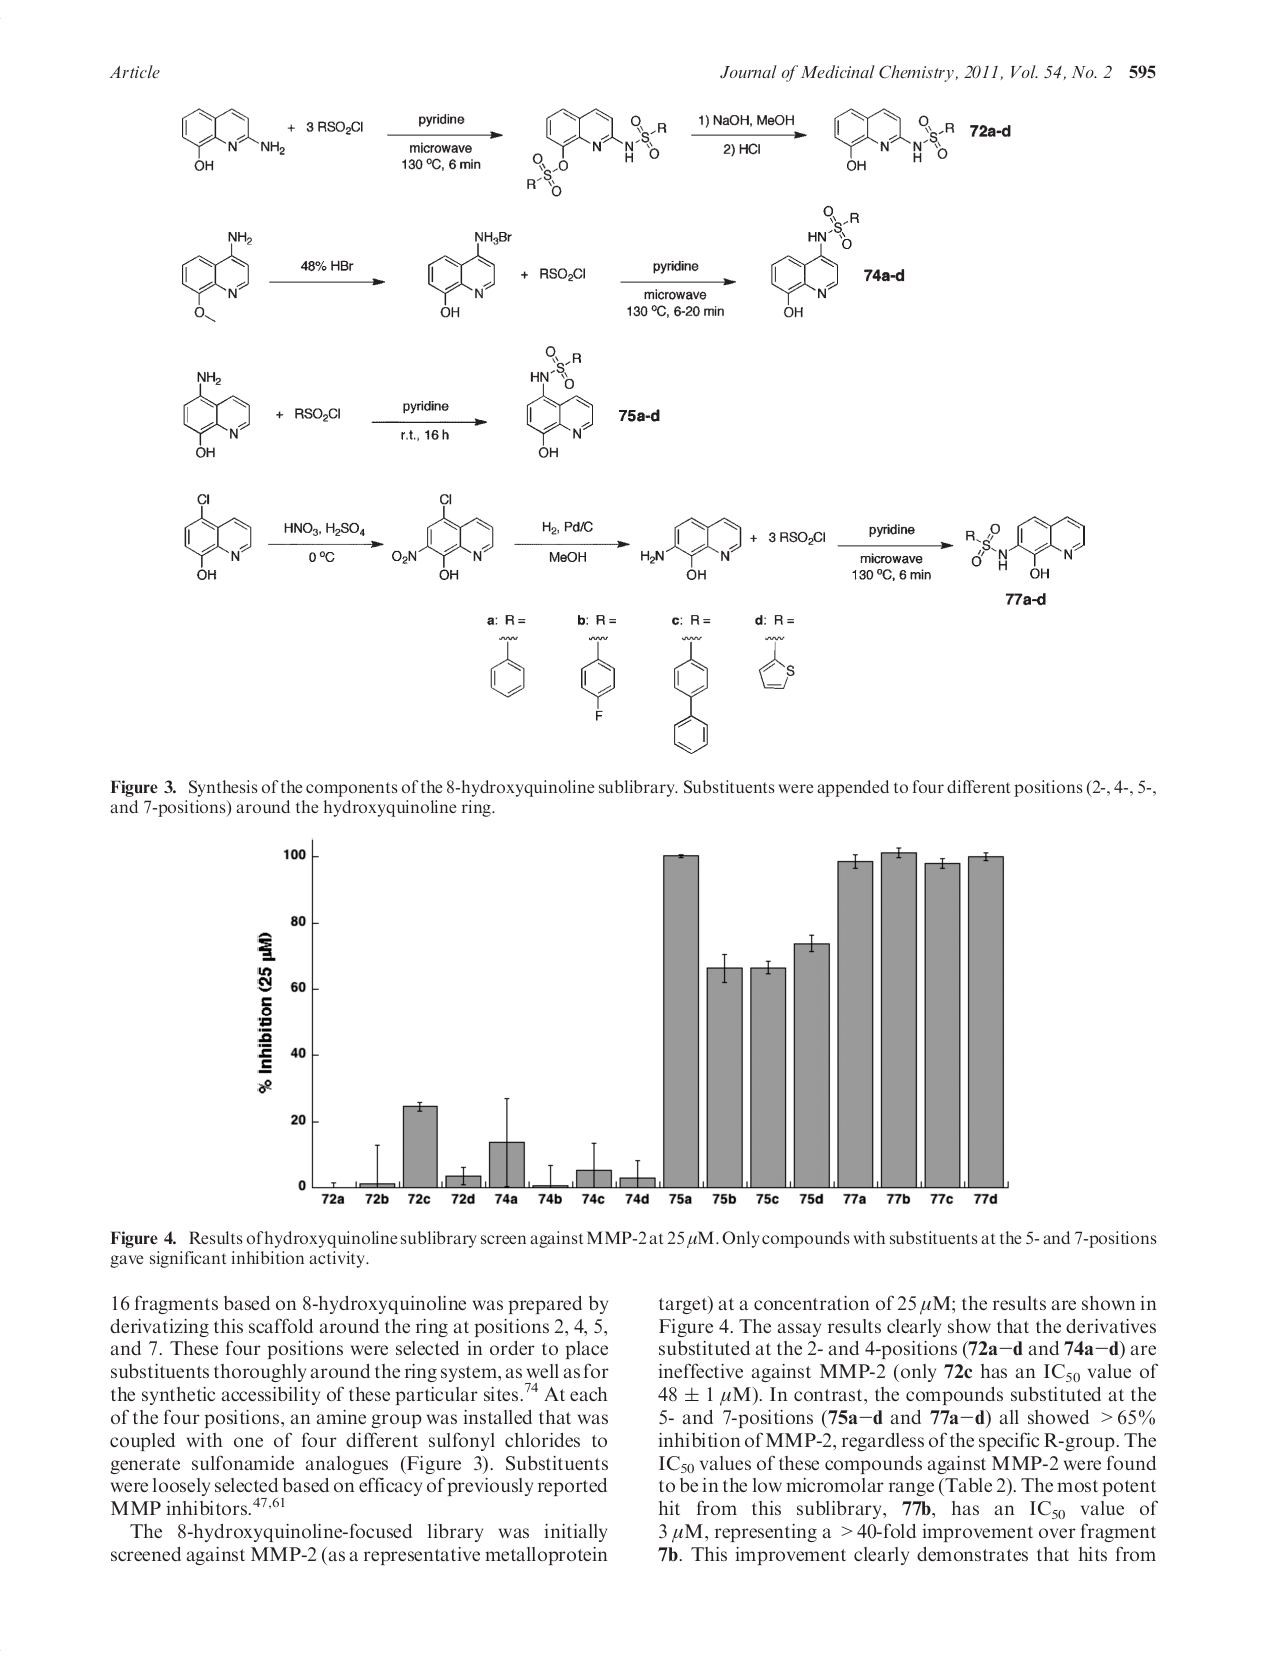 Article Journal of Medicinal Chemistry, 2011, Vol. 54, No. 2 595
N NH2 OH + 3 RSO2Cl pyridine microwave 130 ºC, 6 min
N N H S O O R O S O O R 1) NaOH, MeOH 2) HCl
N N H S O O R OH 72a-d
NH2 N O 48% HBr
NH3Br N OH + RSO2Cl pyridine microwave 130 ºC, 6-20 min
O S R HN O N OH 74a-d
NH2 N OH + RSO2Cl pyridine r.t., 16 h
O S R HN O N OH 75a-d
Cl N OH HNO3, H2SO4 0 ºC
Cl O2N N OH H2, Pd/C MeOH
H2N N OH + 3 RSO2Cl pyridine microwave 130 ºC, 6 min
R S O O N H N OH
77a-d
a: R = b: R = c: R = d: R =
S
F
Figure 3. Synthesis of the components of the 8-hydroxyquinoline sublibrary. Substituents were appended to four different positions (2-, 4-, 5-,
and 7-positions) around the hydroxyquinoline ring.
% Inhibition (25 µM)
100
80
60
40
20
0
72a 72b 72c 72d 74a 74b 74c 74d 75a 75b 75c 75d 77a 77b 77c 77d
Figure 4. Results of hydroxyquinoline sublibrary screen against MMP-2 at 25 µM. Only compounds with substituents at the 5- and 7-positions
gave significant inhibition activity.
16 fragments based on 8-hydroxyquinoline was prepared by
derivatizing this scaffold around the ring at positions 2, 4, 5,
and 7. These four positions were selected in order to place
substituents thoroughly around the ring system, as well as for
the synthetic accessibility of these particular sites.74 At each
of the four positions, an amine group was installed that was
coupled with one of four different sulfonyl chlorides to
generate sulfonamide analogues (Figure 3). Substituents
were loosely selected based on efficacy of previously reported
MMP inhibitors.47,61
The 8-hydroxyquinoline-focused library was initially
screened against MMP-2 (as a representative metalloprotein
target) at a concentration of 25 µM; the results are shown in
Figure 4. The assay results clearly show that the derivatives
substituted at the 2- and 4-positions (72a−d and 74a−d) are
ineffective against MMP-2 (only 72c has an IC50 value of
48 ± 1 µM). In contrast, the compounds substituted at the
5- and 7-positions (75a−d and 77a−d) all showed >65%
inhibition of MMP-2, regardless of the specific R-group. The
IC50 values of these compounds against MMP-2 were found
to be in the low micromolar range (Table 2). The most potent
hit from this sublibrary, 77b, has an IC50 value of
3 µM, representing a >40-fold improvement over fragment
7b. This improvement clearly demonstrates that hits from